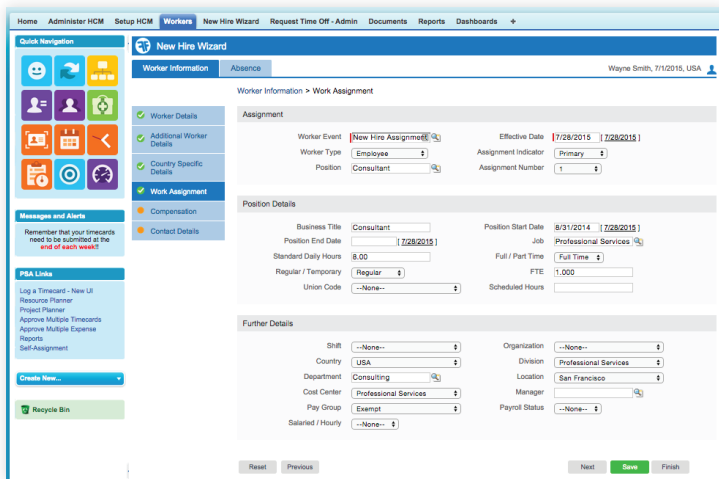 Home Administer HCM Setup HCM Workers New Hire Wizard Request Time Off - Admin Documents Reports Dashboards +
Quick Navigation
Messages and Alerts
Remember that your timecards
need to be submitted at the
end of each week!!
PSA Links
Log a Timecard - New UI
Resource Planner
Project Planner
Approve Multiple Timecards
Approve Multiple Expense
Reports
Self-Assignment
Create New...
Recycle Bin
New Hire Wizard
Worker Information Absence Wayne Smith, 7/1/2015, USA
Worker Information > Work Assignment
Worker Details
Additional Worker
Details
Country Specific
Details
Work Assignment
Compensation
Contact Details
Assignment
Worker Event New Hire Assignment Effective Date 7/28/2015 [ 7/28/2015 ]
Worker Type Employee Assignment Indicator Primary
Position Consultant Assignment Number 1
Position Details
Business Title Consultant Position Start Date 8/31/2014 [ 7/28/2015 ]
Position End Date [ 7/28/2015 ] Job Professional Services
Standard Daily Hours 8.00 Full / Part Time Full Time
Regular / Temporary Regular FTE 1.000
Union Code --None-- Scheduled Hours
Further Details
Shift --None-- Organization --None--
Country USA Division Professional Services
Department Consulting Location San Francisco
Cost Center Professional Services Manager
Pay Group Exempt Payroll Status --None--
Salaried / Hourly --None--
Reset Previous Next Save Finish